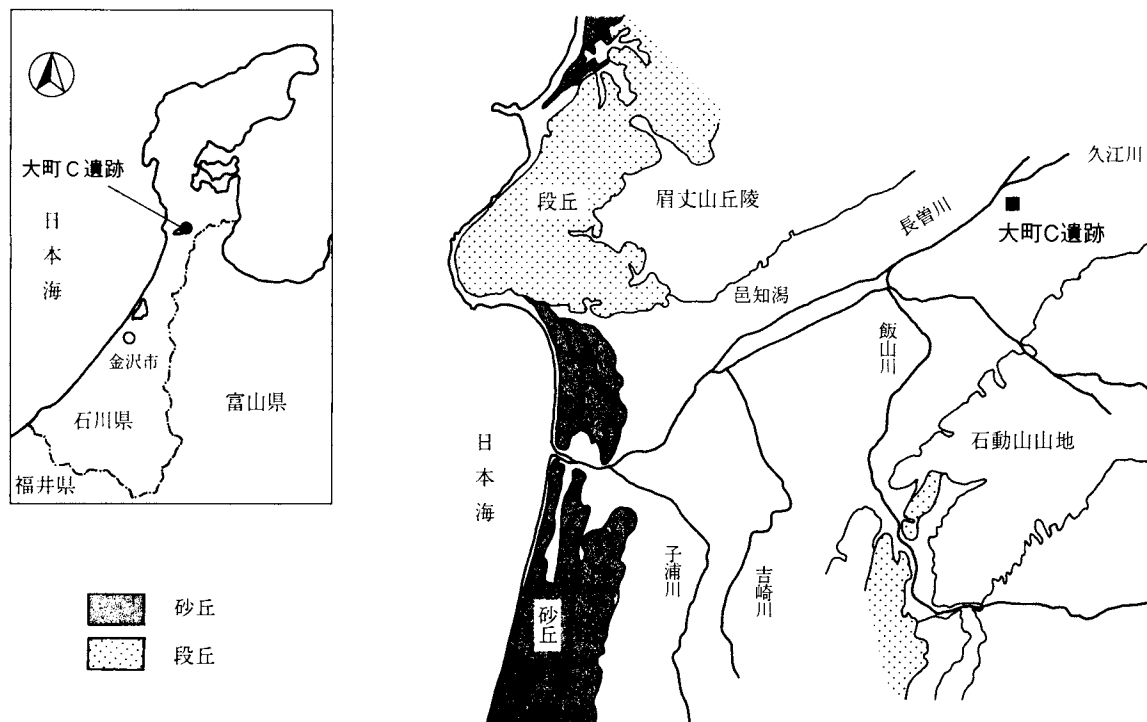 大町C遺跡
日本海
金沢市
石川県
富山県
福井県
砂丘
段丘
段丘
眉丈山丘陵
久江川
長曽川
大町C遺跡
邑知潟
飯山川
石動山山地
日本海
子浦川
吉崎川
砂丘